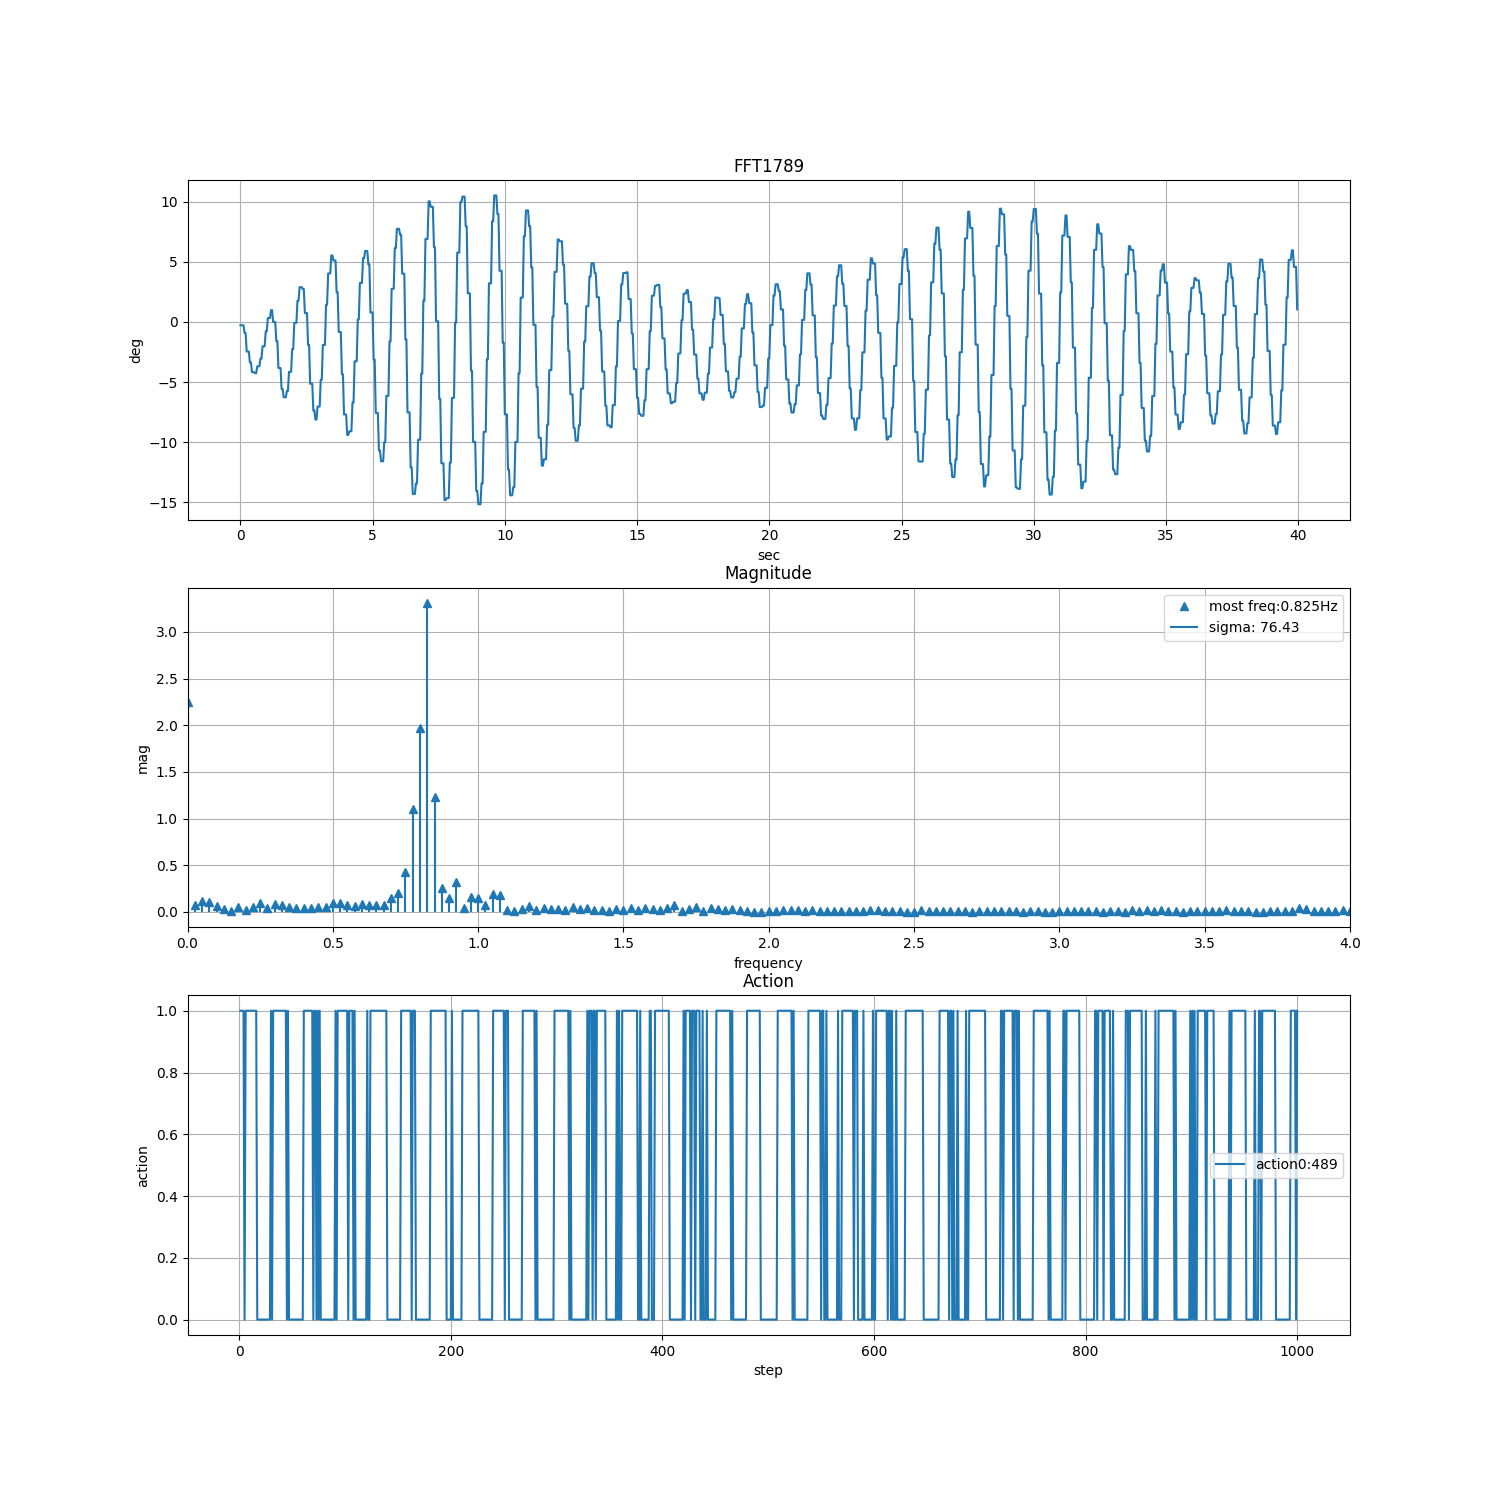 FFT1789
10
5
0
−5
−10
−15
deg
0 5 10 15 20 25 30 35 40
sec
Magnitude
most freq:0.825Hz
sigma: 76.43
3.0
2.5
2.0
1.5
1.0
0.5
0.0
mag
0.0 0.5 1.0 1.5 2.0 2.5 3.0 3.5 4.0
frequency
Action
1.0
0.8
0.6
0.4
0.2
0.0
action
action0:489
0 200 400 600 800 1000
step